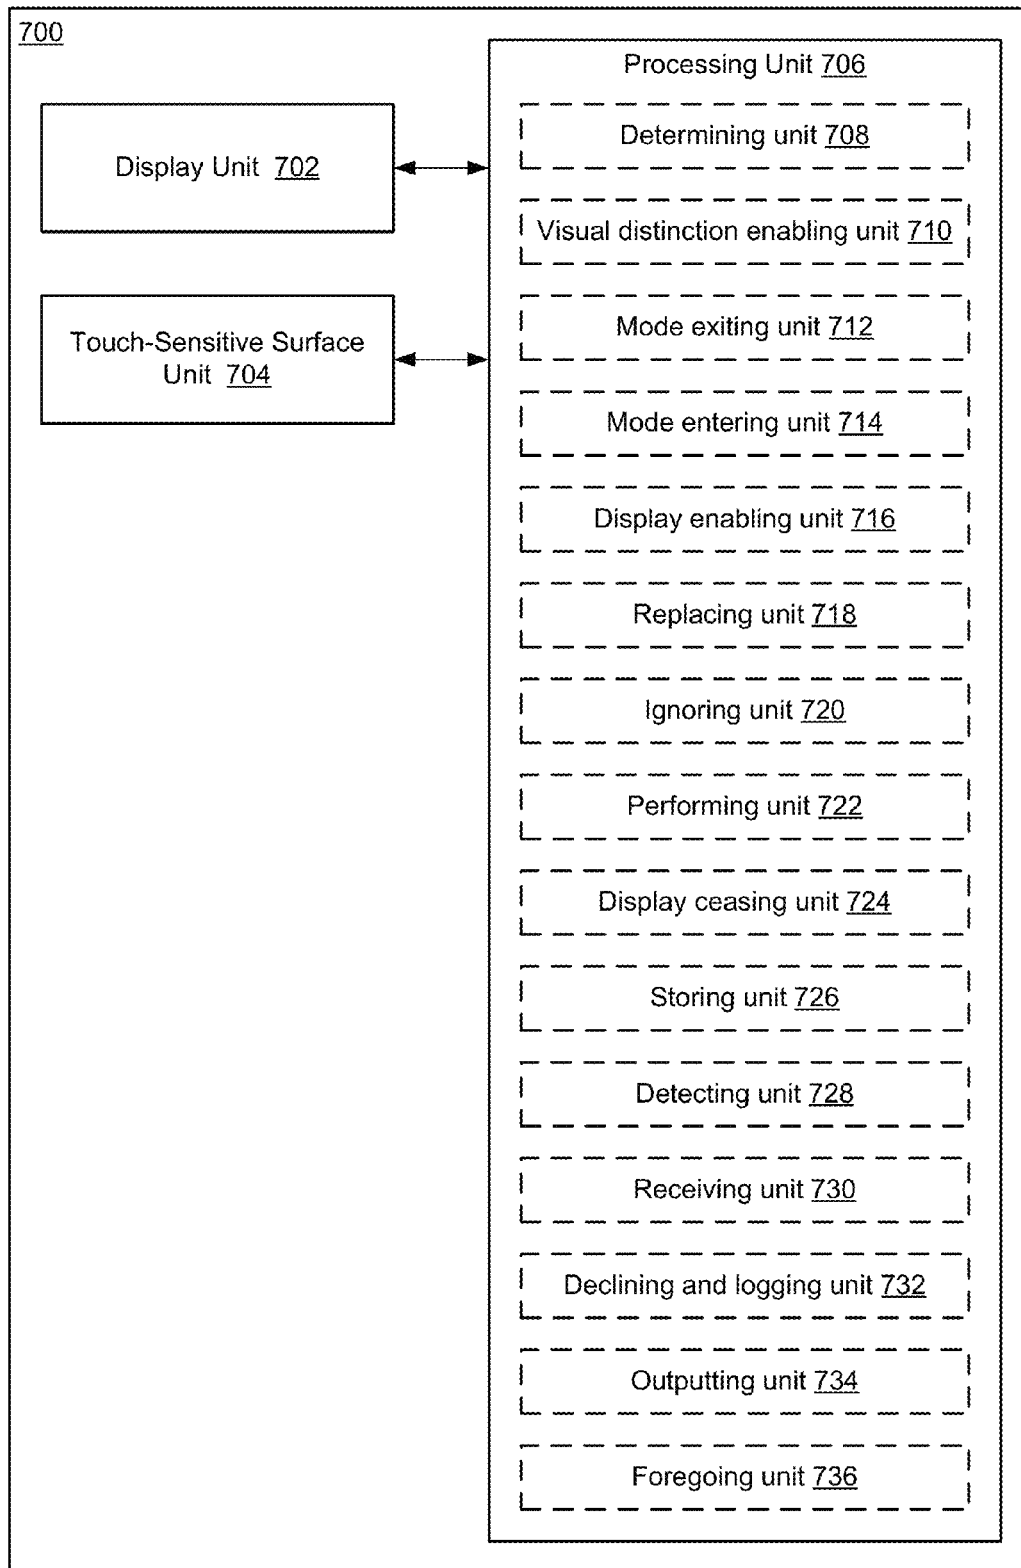 700
Processing Unit 706
Display Unit 702
Touch-Sensitive Surface
Unit 704
Determining unit 708
Visual distinction enabling unit 710
Mode exiting unit 712
Mode entering unit 714
Display enabling unit 716
Replacing unit 718
Ignoring unit 720
Performing unit 722
Display ceasing unit 724
Storing unit 726
Detecting unit 728
Receiving unit 730
Declining and logging unit 732
Outputting unit 734
Foregoing unit 736